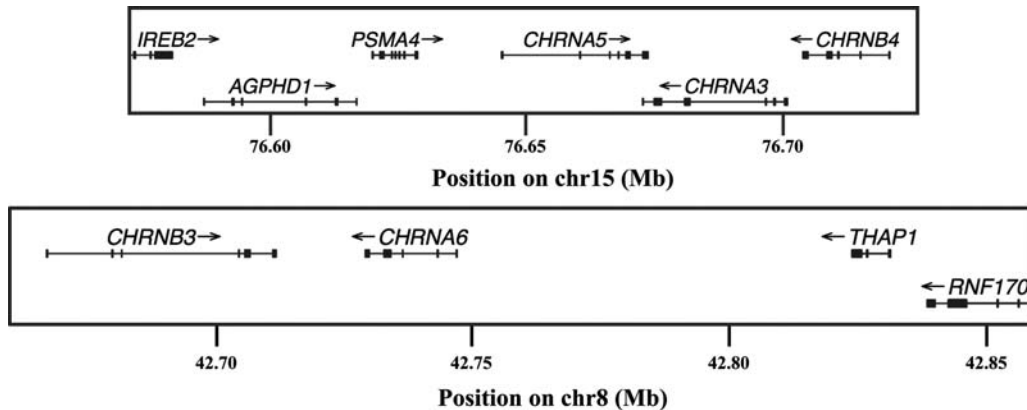 IREB2→ PSMA4→ CHRNA5→ ←CHRNB4
AGPHD1→ ←CHRNA3
76.60 76.65 76.70
Position on chr15 (Mb)
CHRNB3→ ←CHRNA6 ←THAP1
←RNF170
42.70 42.75 42.80 42.85
Position on chr8 (Mb)